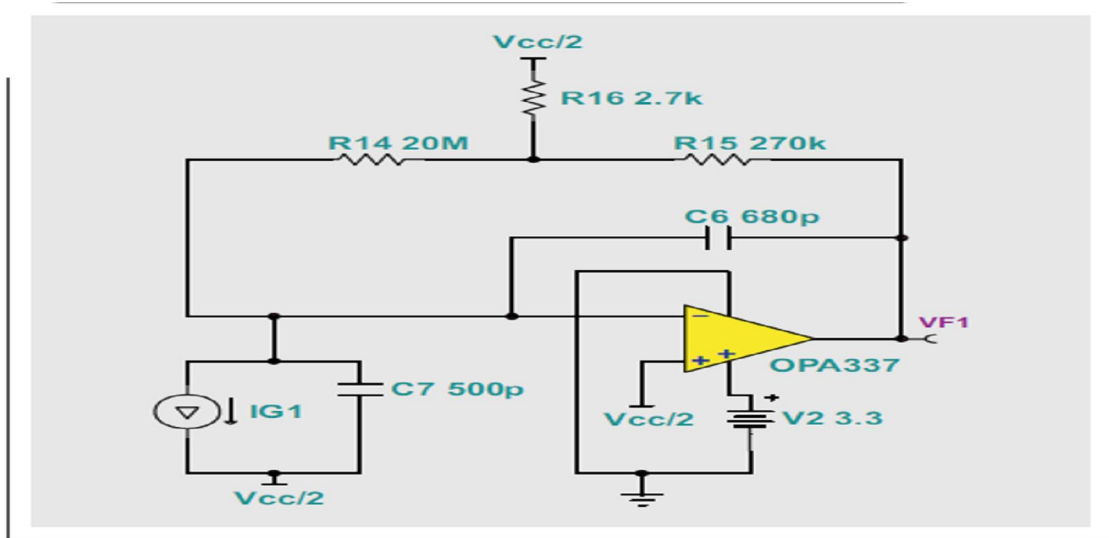 Vcc/2
R16 2.7k
R14 20M
R15 270k
C6 680p
VF1
OPA337
C7 500p
IG1
Vcc/2
V2 3.3
Vcc/2